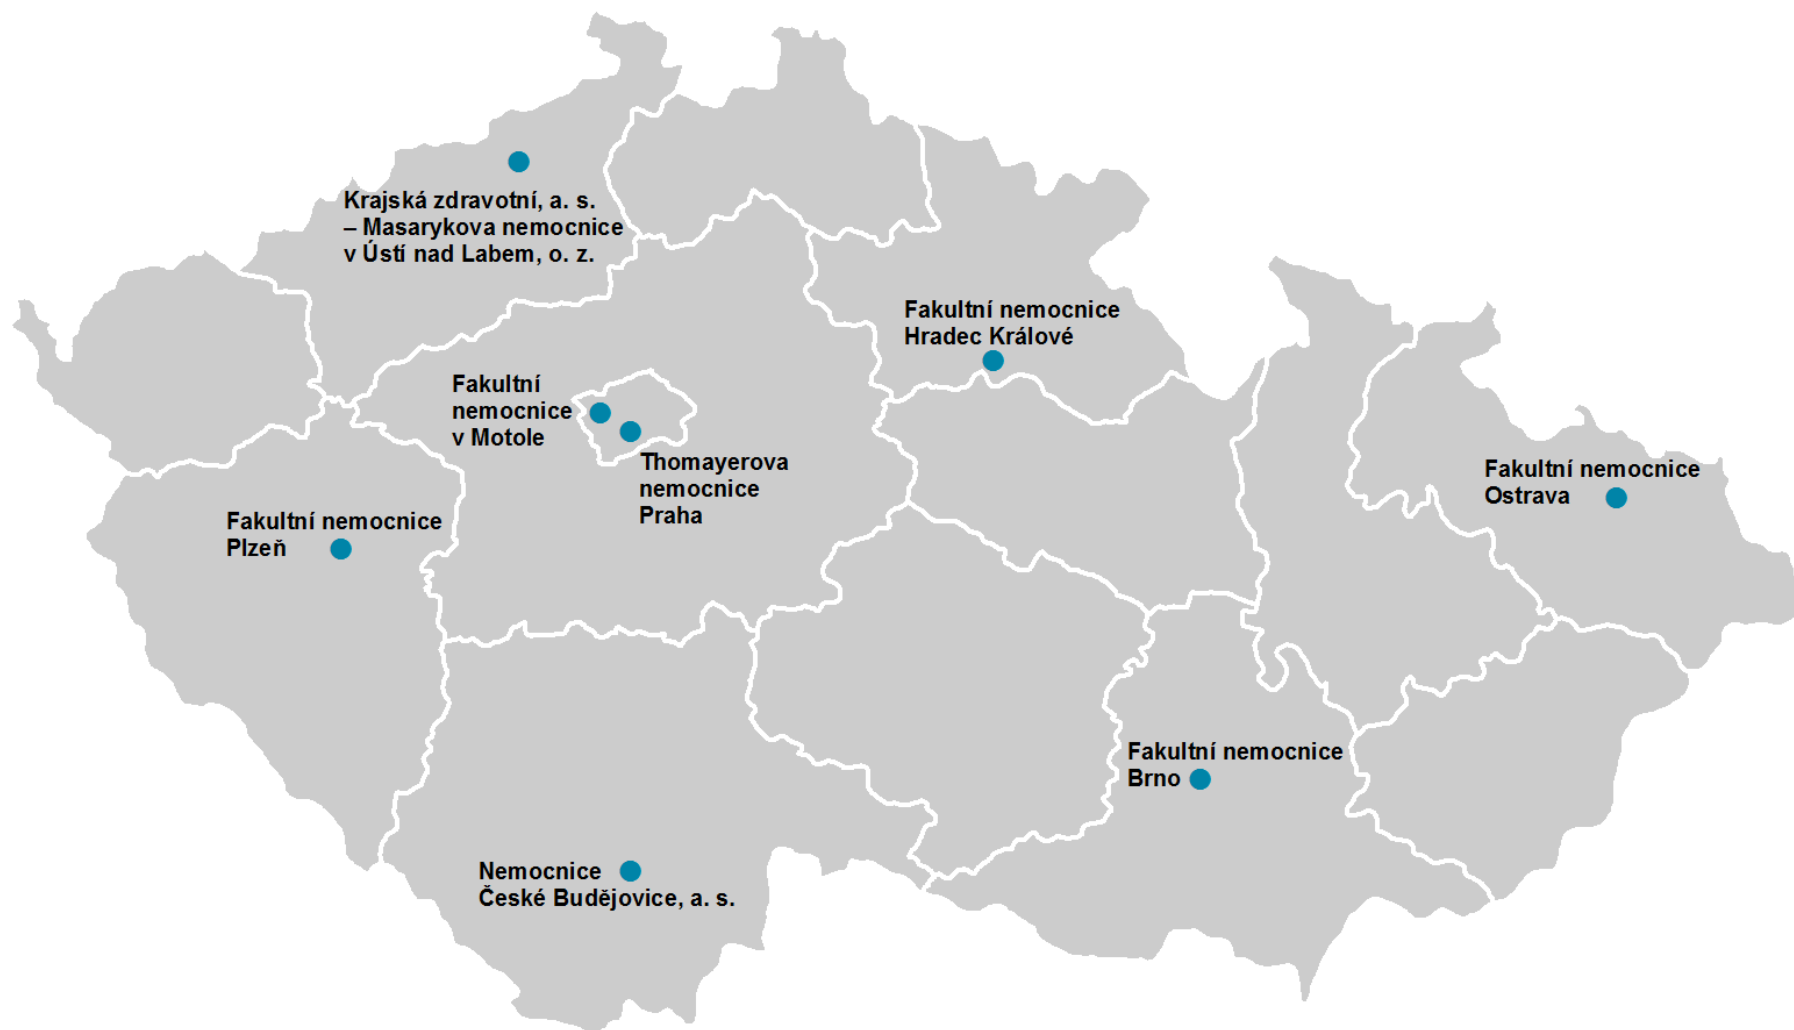 Krajská zdravotní, a. s.
– Masarykova nemocnice
v Ústí nad Labem, o. z.
Fakultní nemocnice
Hradec Králové
Fakultní
nemocnice
v Motole
Thomayerova
nemocnice
Praha
Fakultní nemocnice
Ostrava
Fakultní nemocnice
Plzeň
Fakultní nemocnice
Brno
Nemocnice
České Budějovice, a. s.